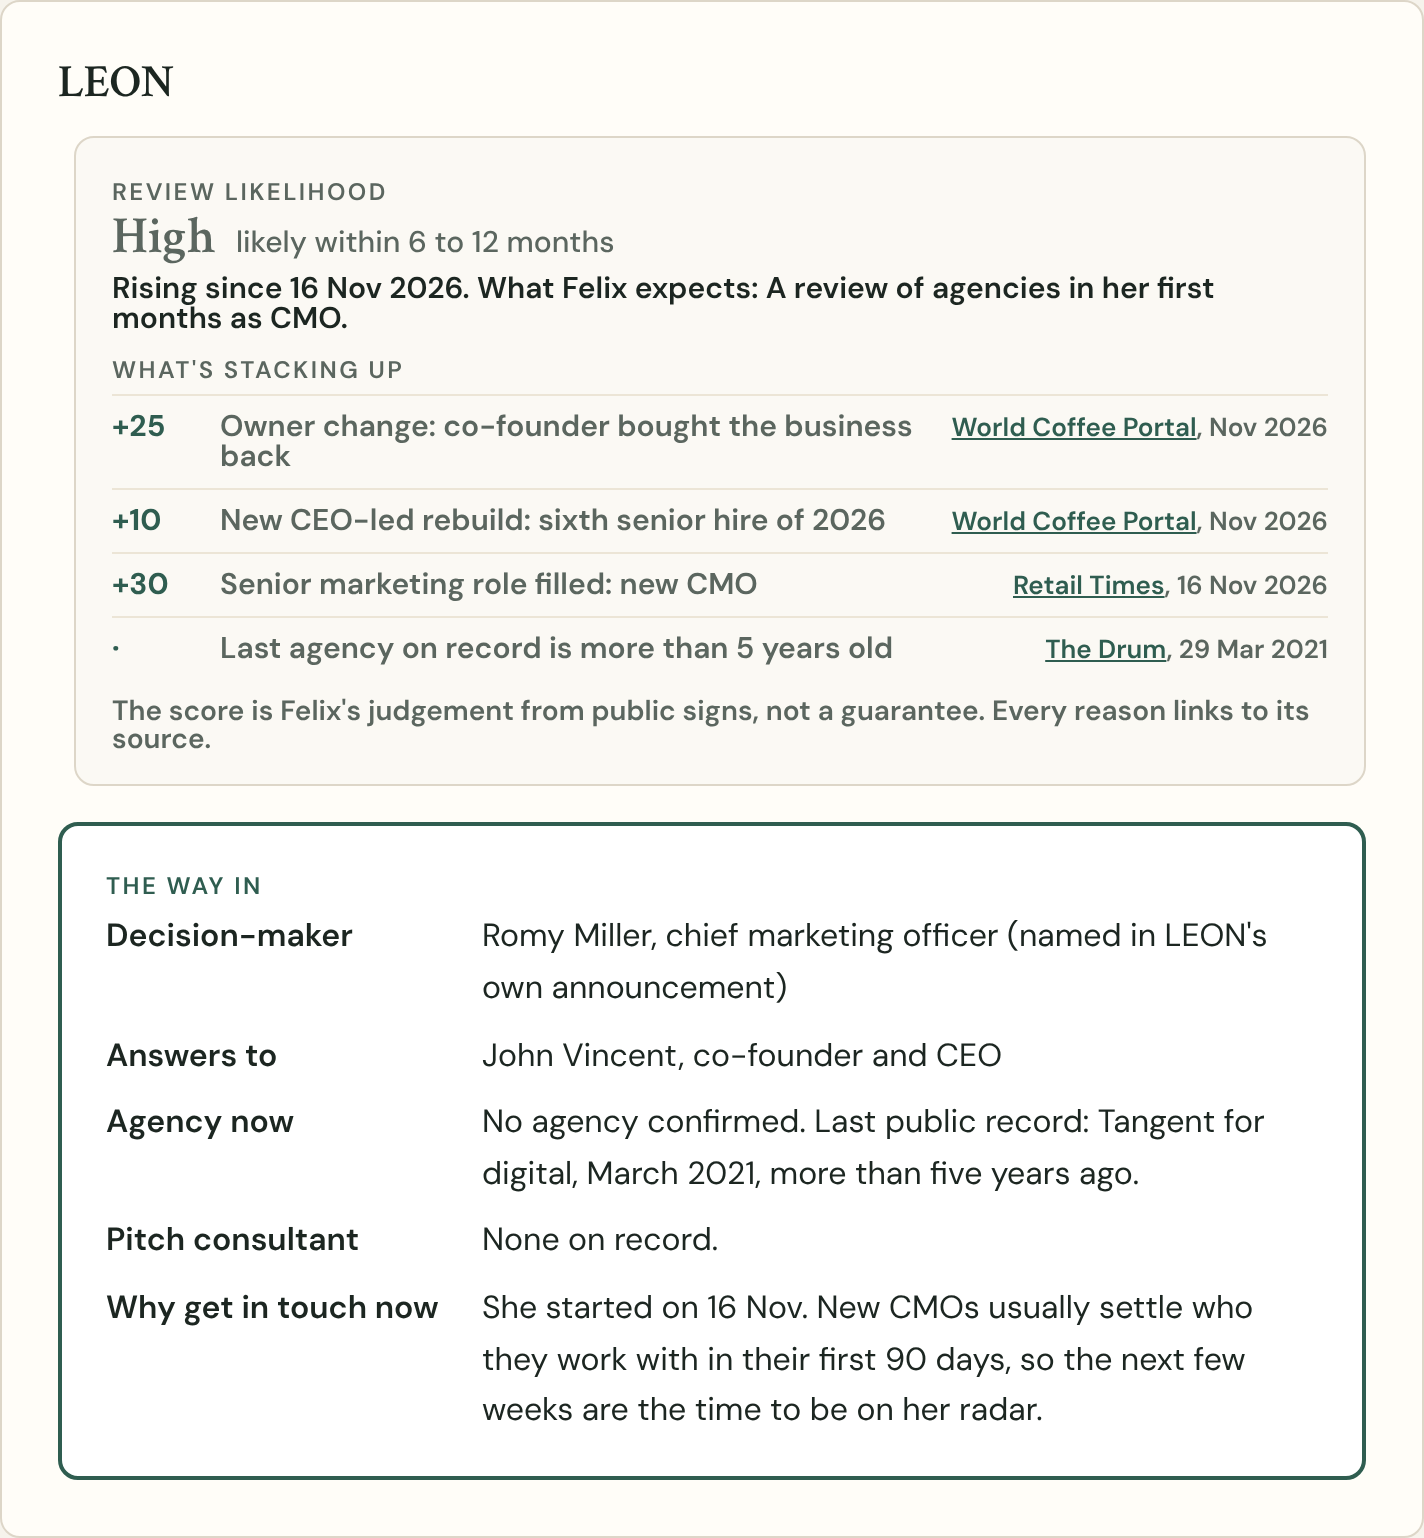 LEON
REVIEW LIKELIHOOD
High likely within 6 to 12 months
Rising since 16 Nov 2026. What Felix expects: A review of agencies in her first
months as CMO.
WHAT'S STACKING UP
+25 Owner change: co-founder bought the business World Coffee Portal, Nov 2026
back
+10 New CEO-led rebuild: sixth senior hire of 2026 World Coffee Portal, Nov 2026
+30 Senior marketing role filled: new CMO Retail Times, 16 Nov 2026
· Last agency on record is more than 5 years old The Drum, 29 Mar 2021
The score is Felix's judgement from public signs, not a guarantee. Every reason links to its
source.
THE WAY IN
Decision-maker Romy Miller, chief marketing officer (named in LEON's
own announcement)
Answers to John Vincent, co-founder and CEO
Agency now No agency confirmed. Last public record: Tangent for
digital, March 2021, more than five years ago.
Pitch consultant None on record.
Why get in touch now She started on 16 Nov. New CMOs usually settle who
they work with in their first 90 days, so the next few
weeks are the time to be on her radar.